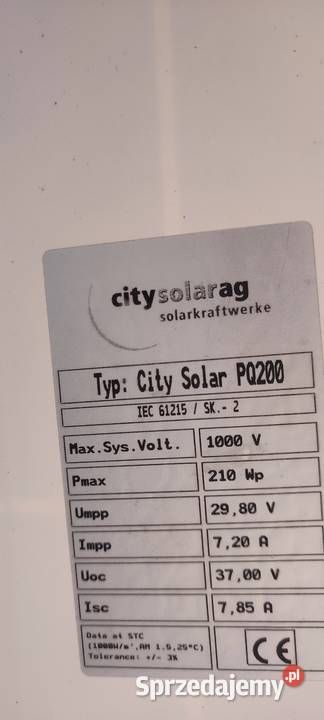 citysolarag
solarkraftwerke
Typ: City Solar PQ200
IEC 61215 / SK.- 2
Max.Sys.Volt. 1000 V
Pmax 210 Wp
Umpp 29,80 V
Impp 7,20 A
Uoc 37,00 V
Isc 7,85 A
Data at STC
(1000W/m²,AM 1.5,25°C)
Tolerance: +/- 3%
CE
Sprzedajemy.pl